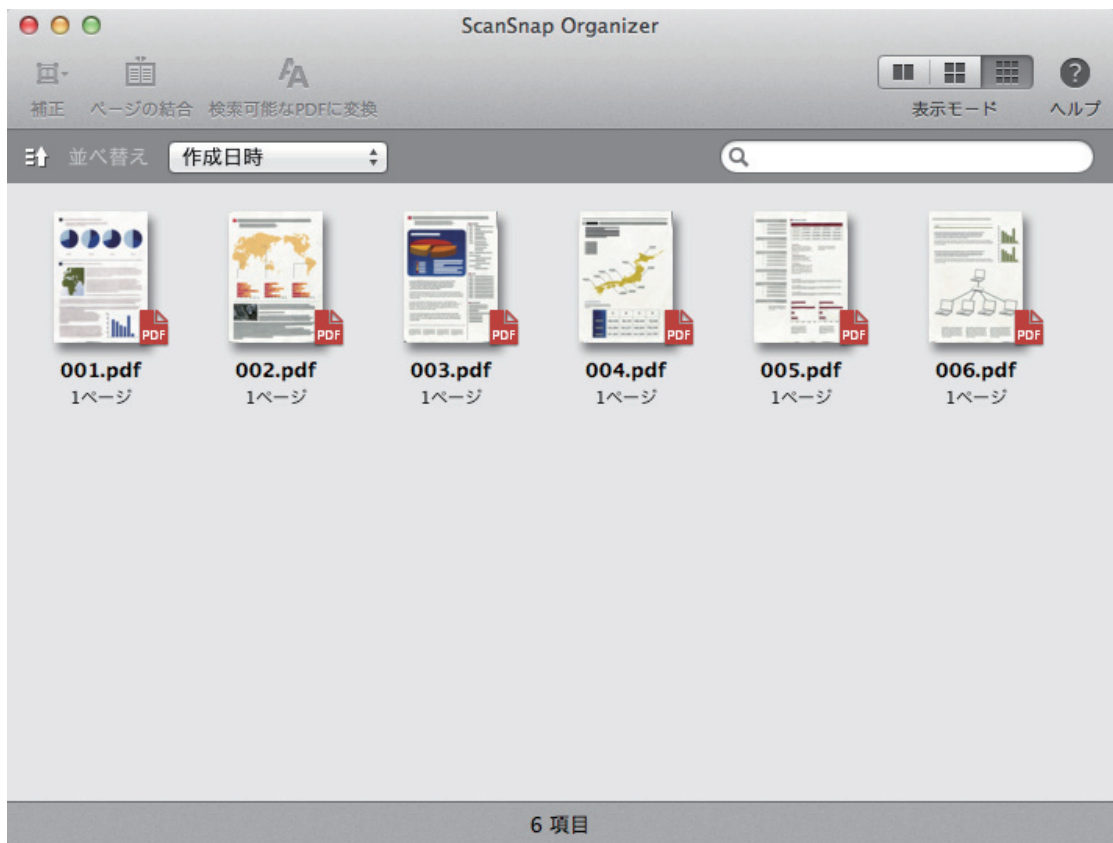 ScanSnap Organizer
補正 ページの結合 検索可能なPDFに変換 表示モード ヘルプ
並べ替え 作成日時
PDF PDF PDF PDF PDF PDF
001.pdf 002.pdf 003.pdf 004.pdf 005.pdf 006.pdf
1ページ 1ページ 1ページ 1ページ 1ページ 1ページ
6 項目